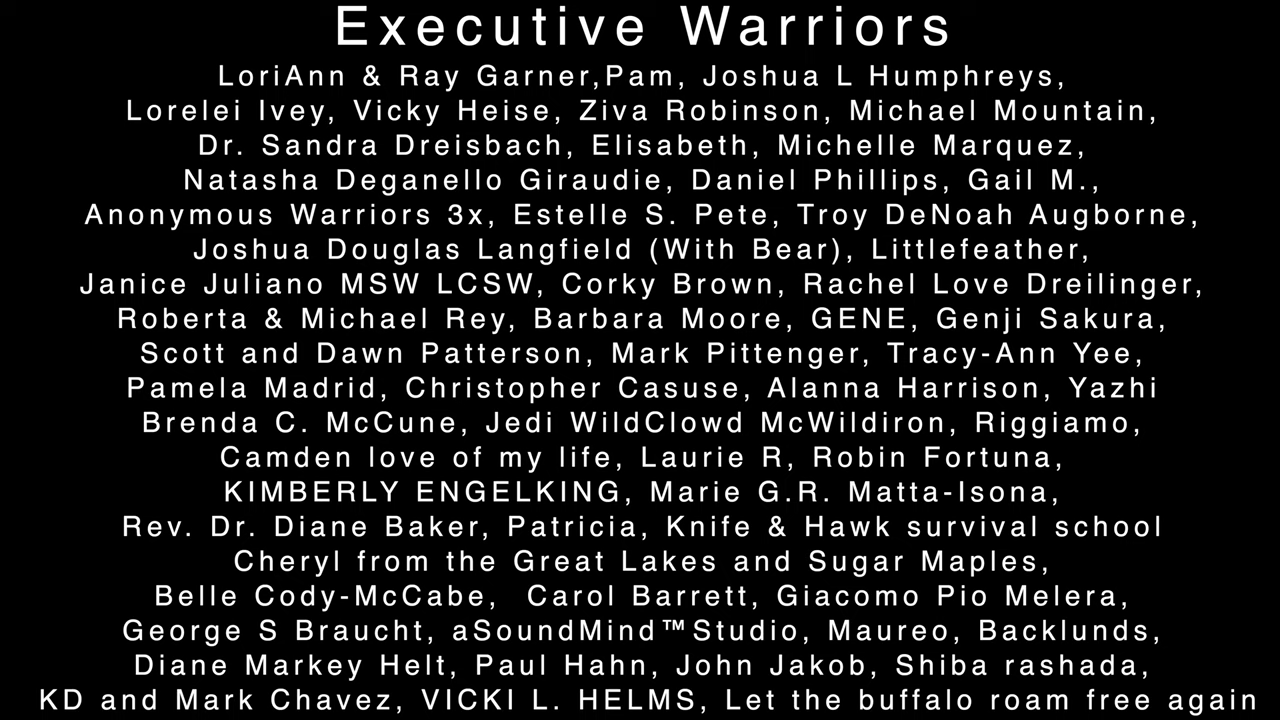 Executive Warriors
LoriAnn & Ray Garner,Pam, Joshua L Humphreys,
Lorelei Ivey, Vicky Heise, Ziva Robinson, Michael Mountain,
Dr. Sandra Dreisbach, Elisabeth, Michelle Marquez,
Natasha Deganello Giraudie, Daniel Phillips, Gail M.,
Anonymous Warriors 3x, Estelle S. Pete, Troy DeNoah Augborne,
Joshua Douglas Langfield (With Bear), Littlefeather,
Janice Juliano MSW LCSW, Corky Brown, Rachel Love Dreilinger,
Roberta & Michael Rey, Barbara Moore, GENE, Genji Sakura,
Scott and Dawn Patterson, Mark Pittenger, Tracy-Ann Yee,
Pamela Madrid, Christopher Casuse, Alanna Harrison, Yazhi
Brenda C. McCune, Jedi WildClowd McWildiron, Riggiamo,
Camden love of my life, Laurie R, Robin Fortuna,
KIMBERLY ENGELKING, Marie G.R. Matta-Isona,
Rev. Dr. Diane Baker, Patricia, Knife & Hawk survival school
Cheryl from the Great Lakes and Sugar Maples,
Belle Cody-McCabe,  Carol Barrett, Giacomo Pio Melera,
George S Braucht, aSoundMind™Studio, Maureo, Backlunds,
Diane Markey Helt, Paul Hahn, John Jakob, Shiba rashada,
KD and Mark Chavez, VICKI L. HELMS, Let the buffalo roam free again